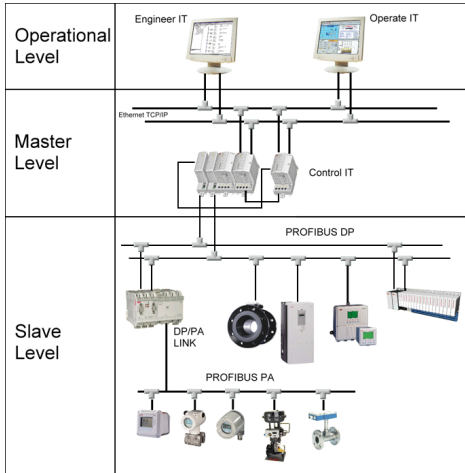 Operational
Level
Engineer IT
Operate IT
Master
Level
Ethernet TCP/IP
Control IT
Slave
Level
PROFIBUS DP
DP/PA
LINK
PROFIBUS PA